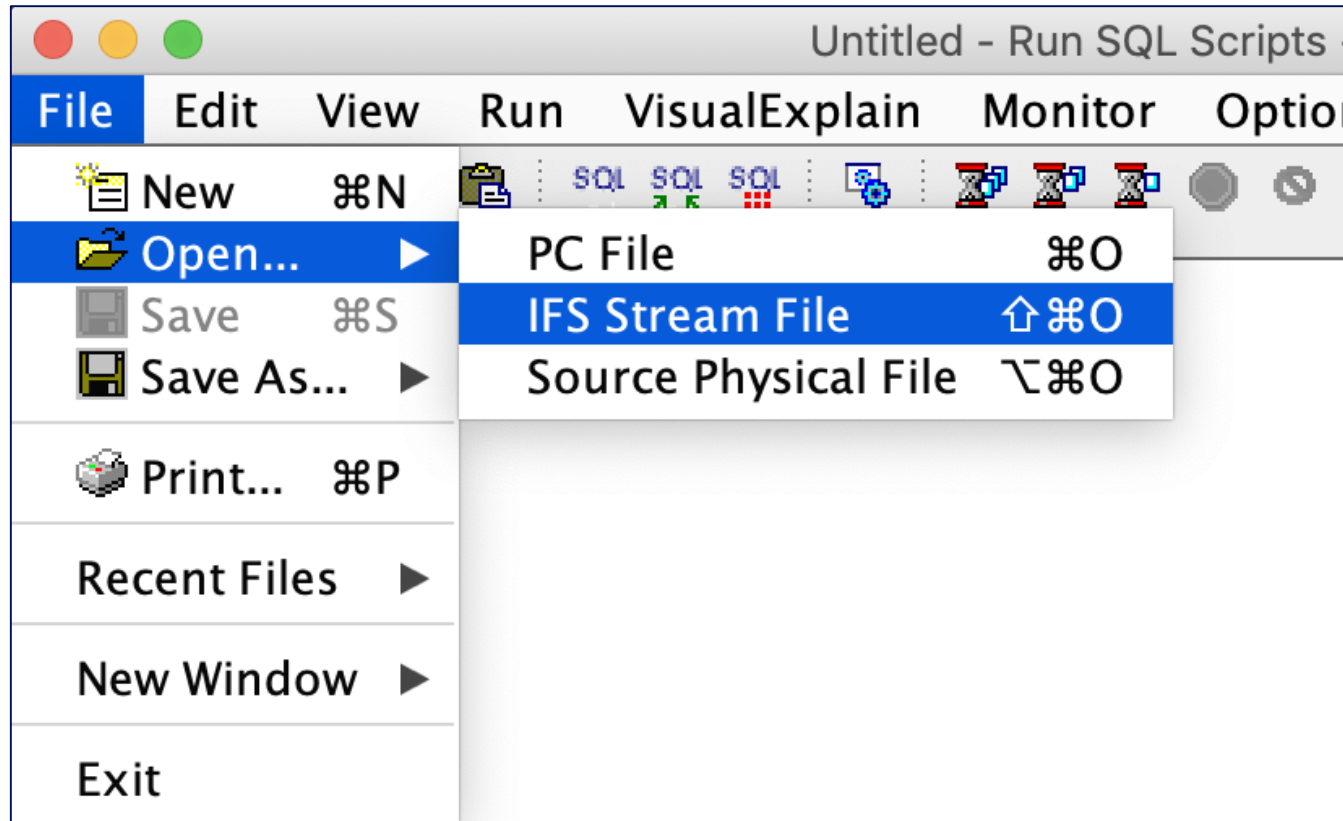 Untitled - Run SQL Scripts
File Edit View Run VisualExplain Monitor Optio
New ⌘N
SQL SQL SQL
Open... ▶
PC File ⌘O
Save ⌘S
IFS Stream File ⇧⌘O
Save As... ▶
Source Physical File ⌥⌘O
Print... ⌘P
Recent Files ▶
New Window ▶
Exit